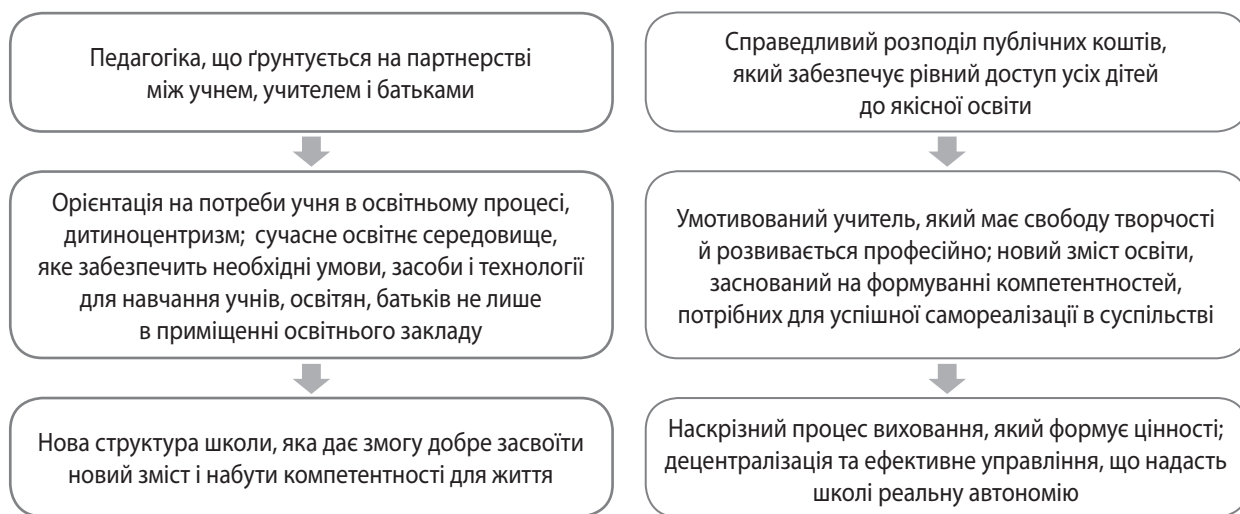 Педагогіка, що ґрунтується на партнерстві
між учнем, учителем і батьками
Орієнтація на потреби учня в освітньому процесі,
дитиноцентризм; сучасне освітнє середовище,
яке забезпечить необхідні умови, засоби і технології
для навчання учнів, освітян, батьків не лише
в приміщенні освітнього закладу
Нова структура школи, яка дає змогу добре засвоїти
новий зміст і набути компетентності для життя
Справедливий розподіл публічних коштів,
який забезпечує рівний доступ усіх дітей
до якісної освіти
Умотивований учитель, який має свободу творчості
й розвивається професійно; новий зміст освіти,
заснований на формуванні компетентностей,
потрібних для успішної самореалізації в суспільстві
Наскрізний процес виховання, який формує цінності;
децентралізація та ефективне управління, що надасть
школі реальну автономію